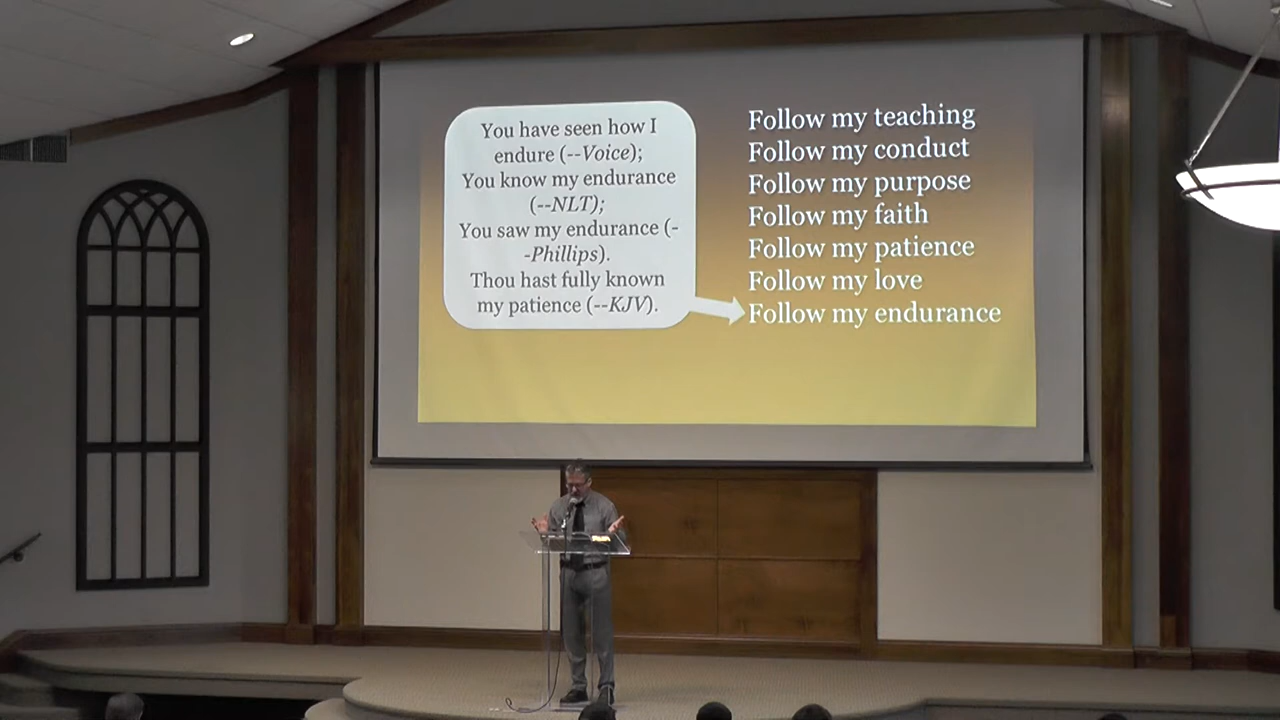 You have seen how I
endure (--Voice);
You know my endurance
(--NLT);
You saw my endurance (-
-Phillips).
Thou hast fully known
my patience (--KJV).
Follow my teaching
Follow my conduct
Follow my purpose
Follow my faith
Follow my patience
Follow my love
Follow my endurance